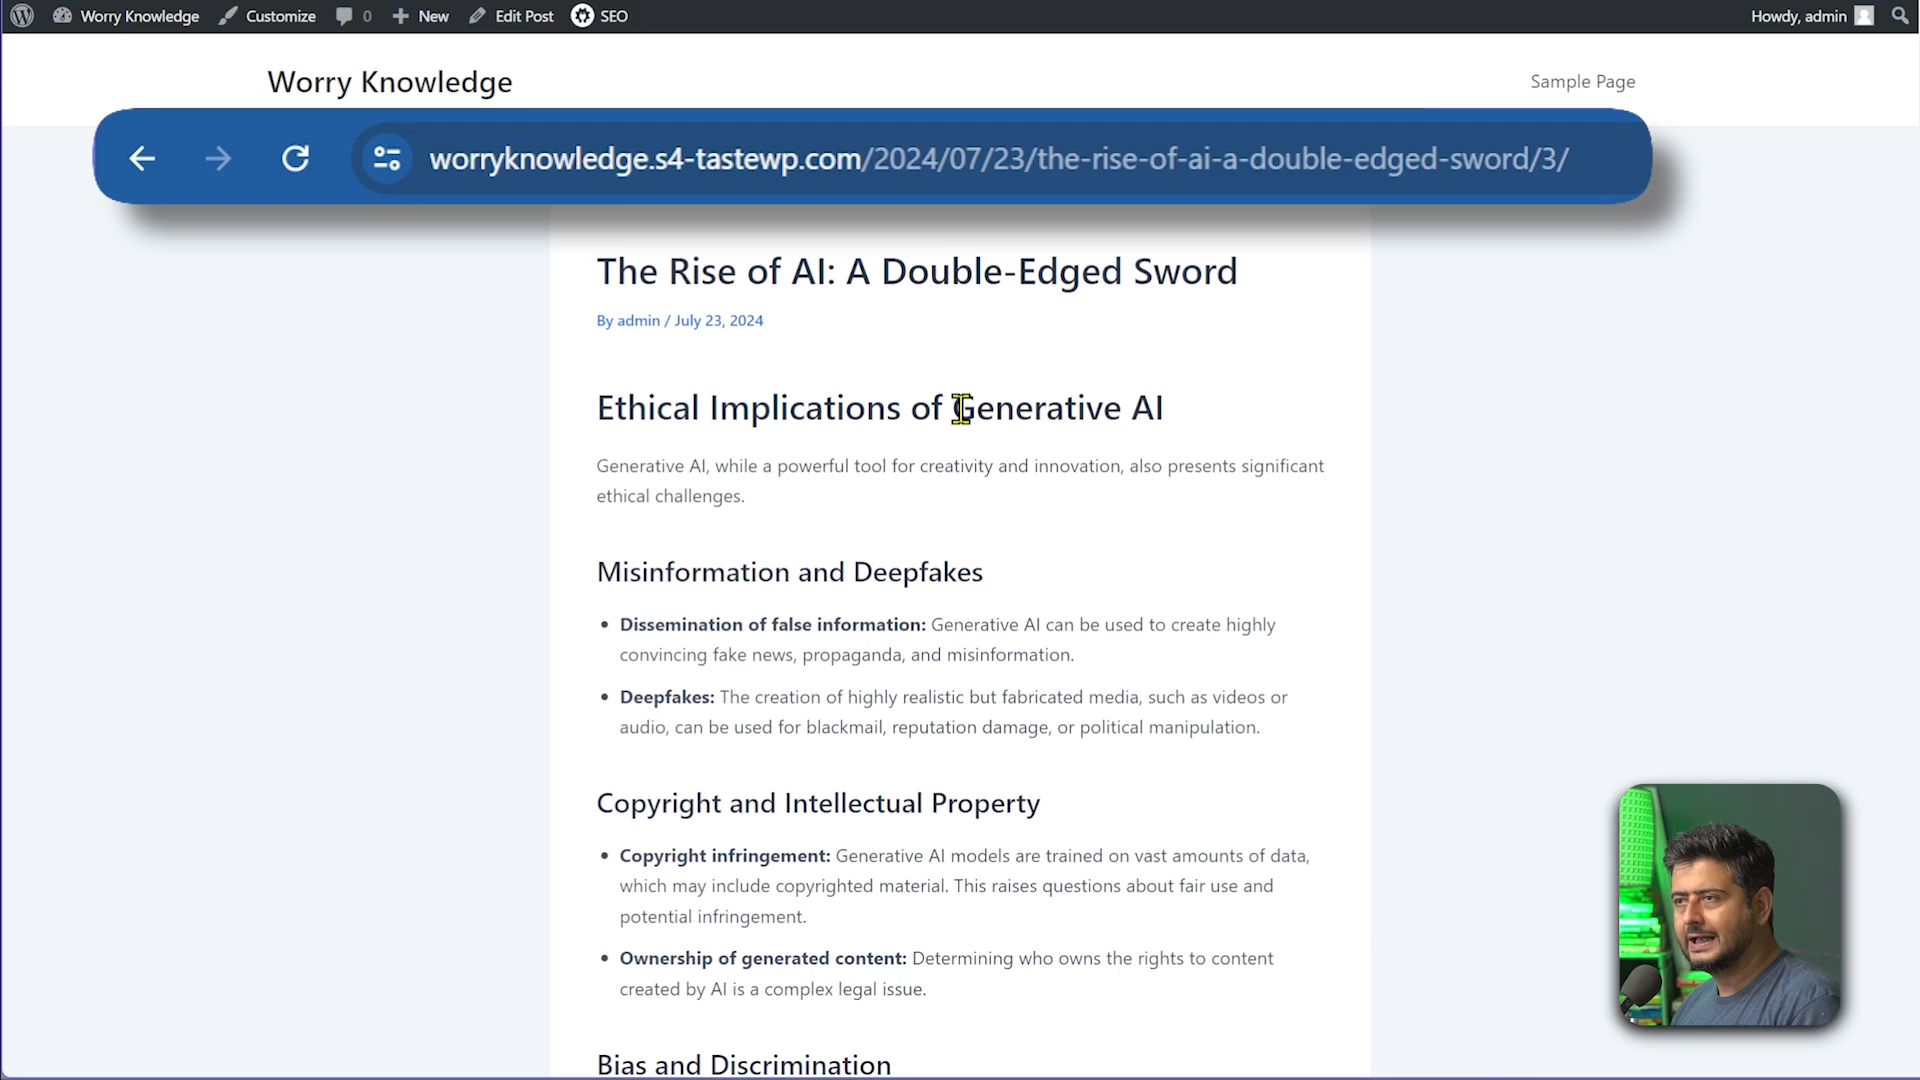 Worry Knowledge Customize 0 New Edit Post SEO Howdy, admin
Worry Knowledge Sample Page
worryknowledge.s4-tastewp.com/2024/07/23/the-rise-of-ai-a-double-edged-sword/3/
The Rise of AI: A Double-Edged Sword
By admin / July 23, 2024
Ethical Implications of Generative AI
Generative AI, while a powerful tool for creativity and innovation, also presents significant
ethical challenges.
Misinformation and Deepfakes
• Dissemination of false information: Generative AI can be used to create highly
convincing fake news, propaganda, and misinformation.
• Deepfakes: The creation of highly realistic but fabricated media, such as videos or
audio, can be used for blackmail, reputation damage, or political manipulation.
Copyright and Intellectual Property
• Copyright infringement: Generative AI models are trained on vast amounts of data,
which may include copyrighted material. This raises questions about fair use and
potential infringement.
• Ownership of generated content: Determining who owns the rights to content
created by AI is a complex legal issue.
Bias and Discrimination